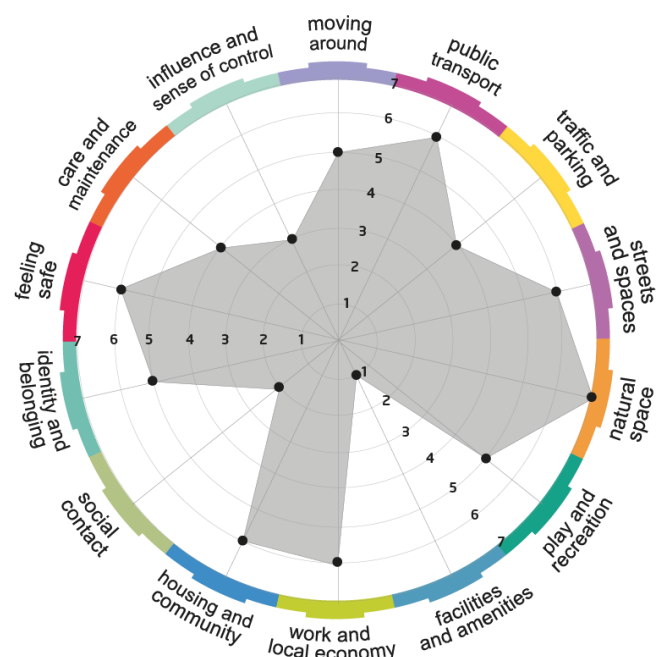 moving
around
public
transport
traffic and
parking
streets
and spaces
natural
space
play and
recreation
facilities
and amenities
work and
local economy
housing and
community
social
contact
identity and
belonging
feeling
safe
care and
maintenance
influence and
sense of control
7
6
5
4
3
2
1
7 6 5 4 3 2 1
1
2
3
4
5
6
7